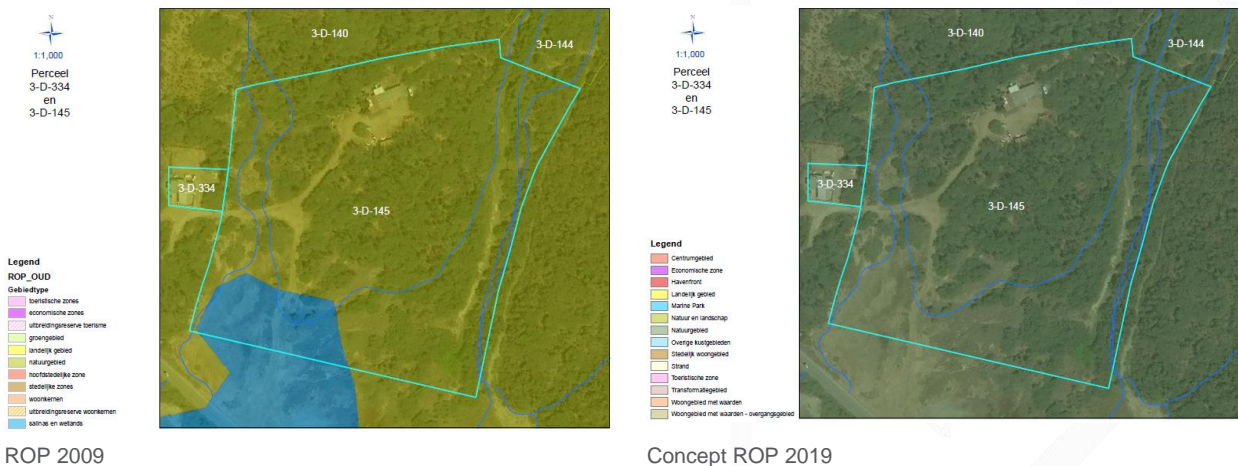 N
1:1,000
Perceel
3-D-334
en
3-D-145
3-D-140
3-D-144
3-D-334
3-D-145
Legend
ROP_OUD
Gebiedtype
toeristische zones
economische zones
uitbreidingsreserve toerisme
groengebied
landelijk gebied
natuurgebied
hoofdstedelijke zone
stedelijke zones
woonkernen
uitbreidingsreserve woonkernen
salinas en wetlands
ROP 2009
N
1:1,000
Perceel
3-D-334
en
3-D-145
3-D-140
3-D-144
3-D-334
3-D-145
Legend
Centrumgebied
Economische zone
Havenfront
Landelijk gebied
Marine Park
Natuur en landschap
Natuurgebied
Overige kustgebieden
Stedelijk woongebied
Strand
Toeristische zone
Transformatiegebied
Woongebied met waarden
Woongebied met waarden - overgangsgebied
Concept ROP 2019